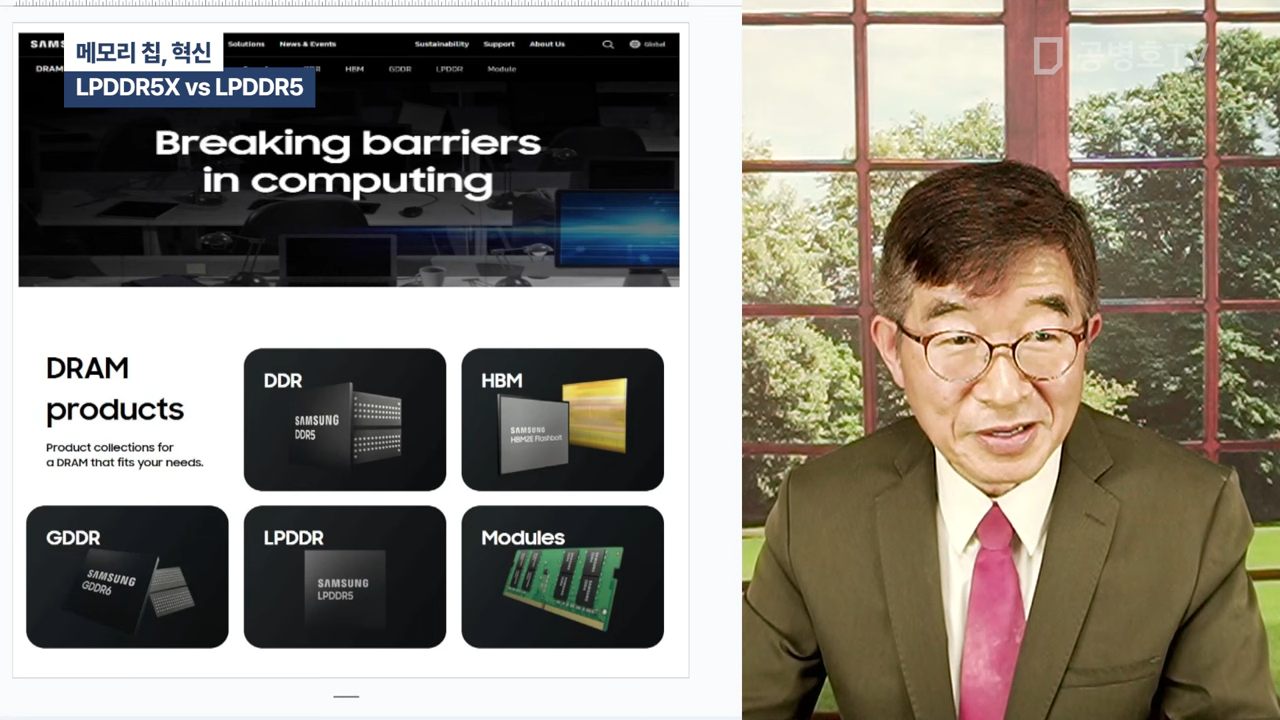 메모리 칩, 혁신
LPDDR5X vs LPDDR5
Solutions News & Events Sustainability Support About Us Global
HBM GDDR LPDDR Module
Breaking barriers
in computing
DRAM
products
Product collections for
a DRAM that fits your needs.
DDR
SAMSUNG
DDR5
HBM
SAMSUNG
HBM2E Flashbolt
GDDR
SAMSUNG
GDDR6
LPDDR
SAMSUNG
LPDDR5
Modules
공병호TV